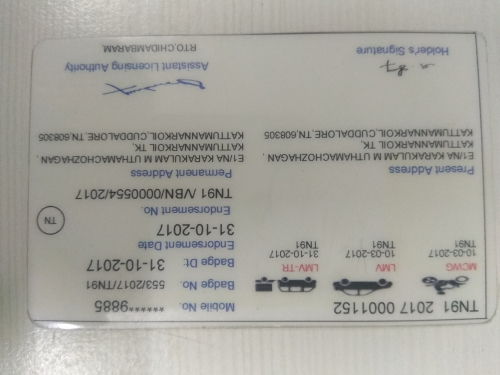 TN91 2017 0001152
MCWG LMV LMV-TR
10-03-2017 10-03-2017 31-10-2017
TN91 TN91 TN91
Mobile No. ******9885
Badge No. 553/2017/TN91
Badge Dt. 31-10-2017
Endorsement Date
31-10-2017
Endorsement No.
TN91 /VBN/0000554/2017
TN
Present Address
E1/NA KARAKULAM M UTHAMACHOZHAGAN ,
KATTUMANNARKOIL TK,
KATTUMANNARKOIL,CUDDALORE,TN,608305
Permanent Address
E1/NA KARAKULAM M UTHAMACHOZHAGAN ,
KATTUMANNARKOIL TK,
KATTUMANNARKOIL,CUDDALORE,TN,608305
Holder's Signature
Assistant Licensing Authority
RTO,CHIDAMBARAM.